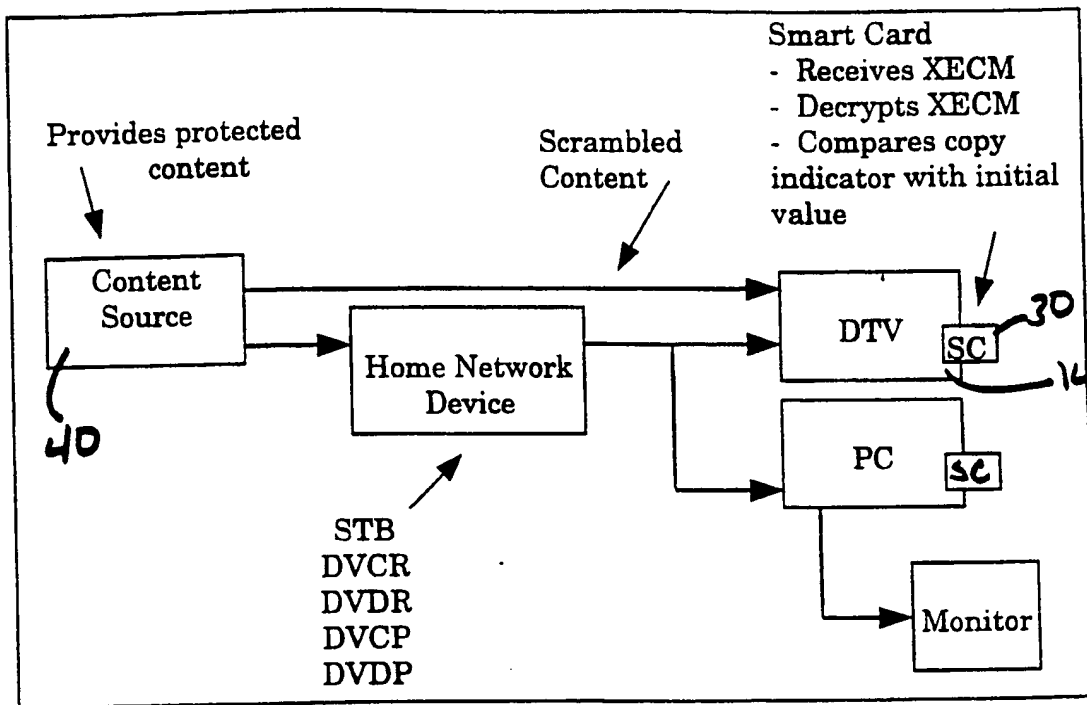 Smart Card
- Receives XECM
- Decrypts XECM
- Compares copy
indicator with initial
value
Provides protected
content
Scrambled
Content
Content
Source
40
Home Network
Device
DTV
SC
30
14
PC
SC
STB
DVCR
DVDR
DVCP
DVDP
Monitor